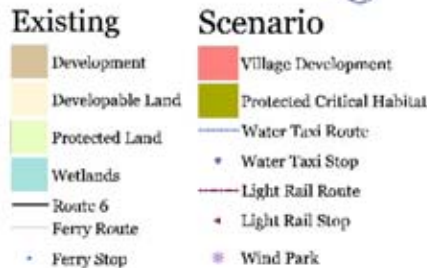 Existing
Development
Developable Land
Protected Land
Wetlands
Route 6
Ferry Route
Ferry Stop
Scenario
Village Development
Protected Critical Habitat
Water Taxi Route
Water Taxi Stop
Light Rail Route
Light Rail Stop
Wind Park